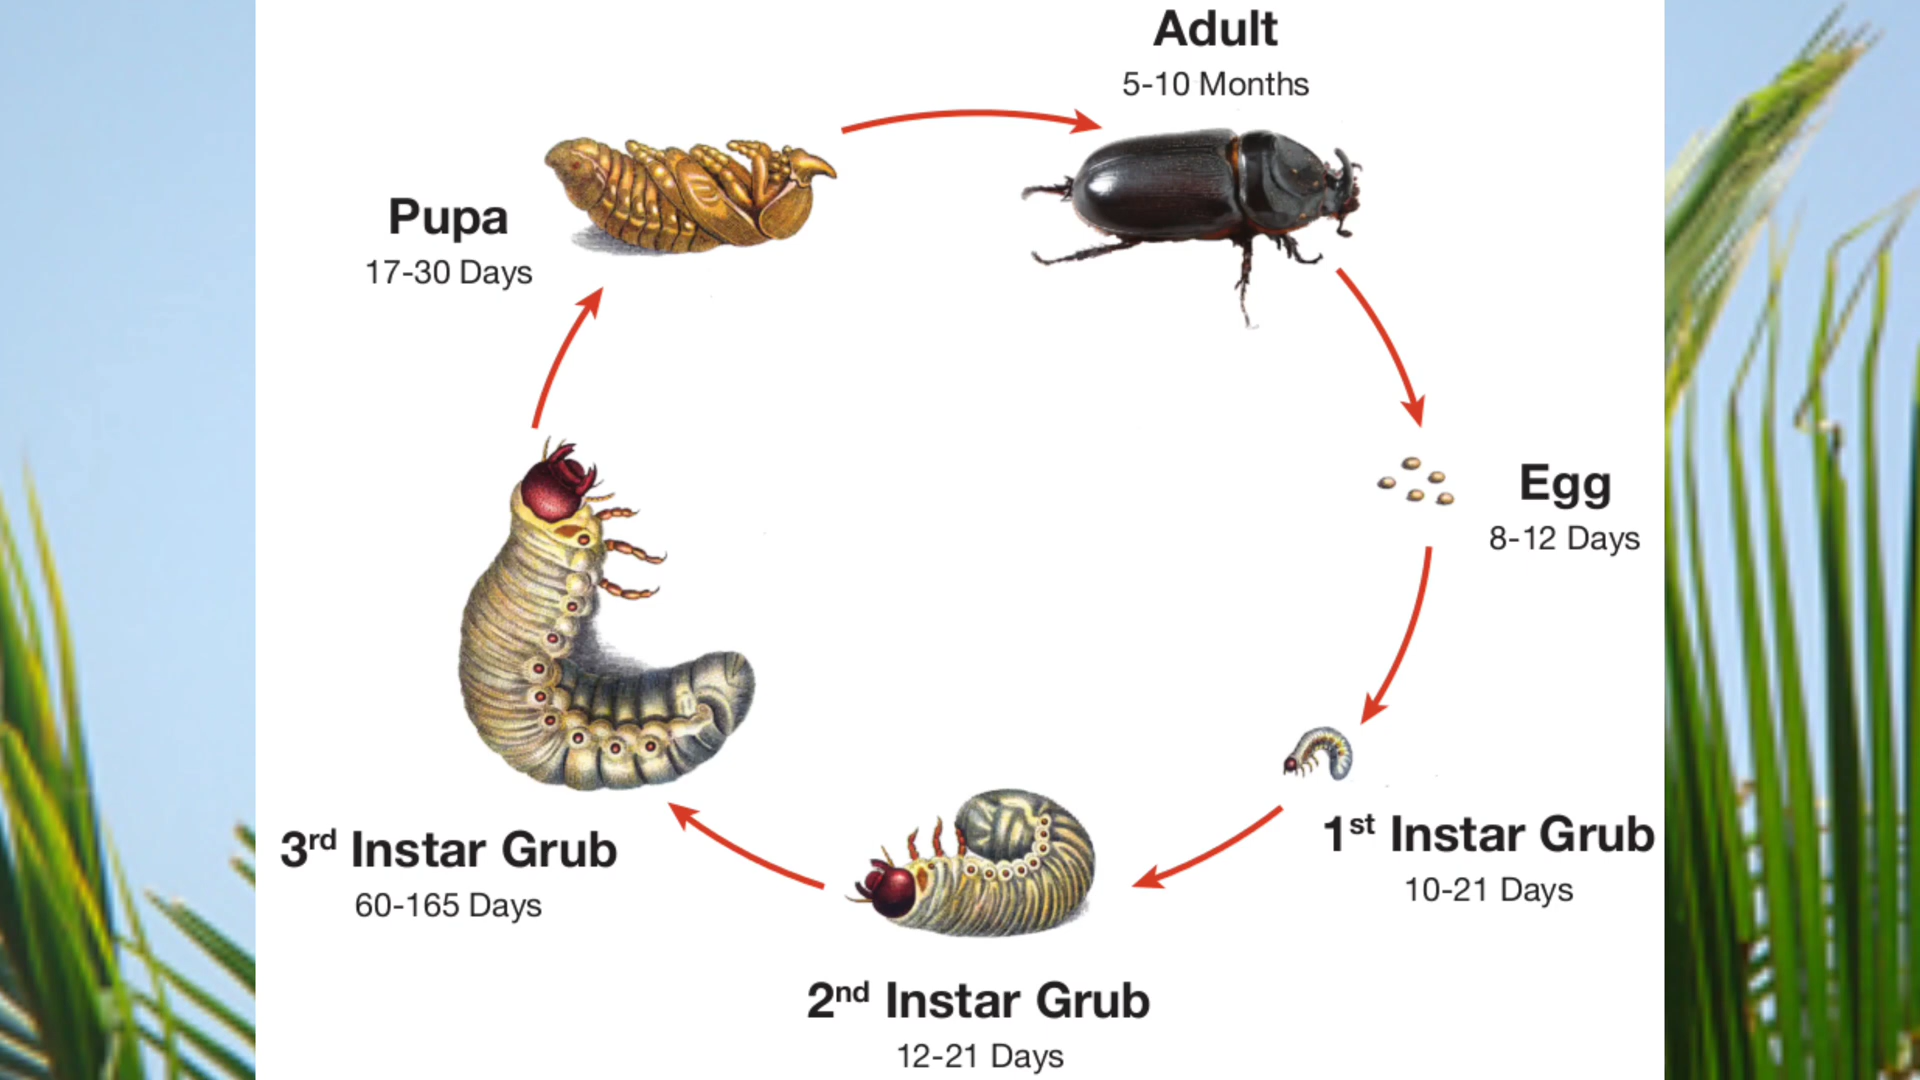 Adult
5-10 Months
Egg
8-12 Days
1st Instar Grub
10-21 Days
2nd Instar Grub
12-21 Days
3rd Instar Grub
60-165 Days
Pupa
17-30 Days